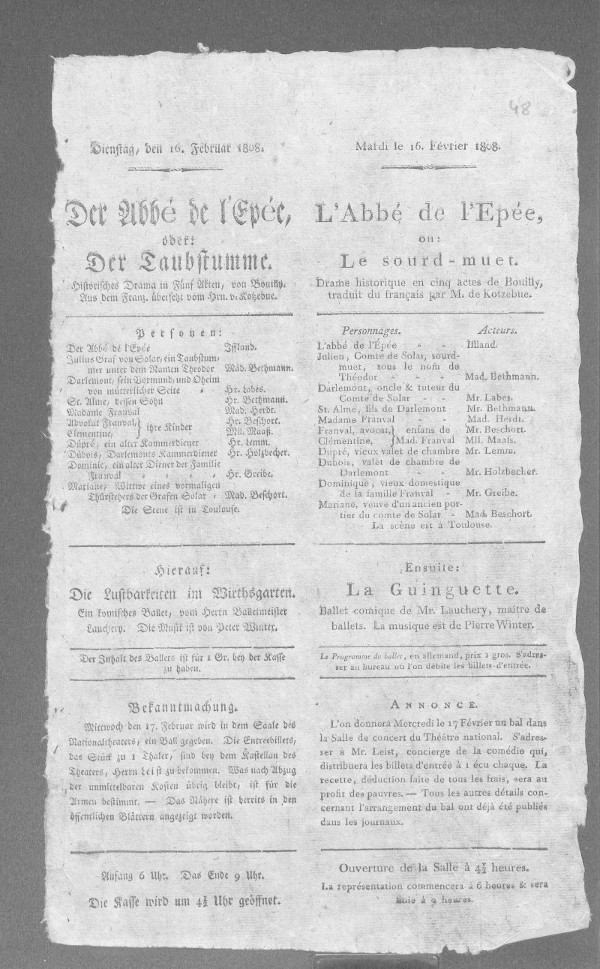 48
Dienstag, den 16. Februar 1808.
Der Abbé de l'Epée,
oder:
Der Taubstumme.
Historisches Drama in Fünf Akten, von Bouilly.
Aus dem Franz. übersetzt vom Hrn. v. Kotzebue.
Personen:
Der Abbé de l'Epée - - Iffland.
Julius Graf von Solar, ein Taubstum-
mer unter dem Namen Theodor - Mad. Bethmann.
Darlemont, sein Vormund, und Oheim
von mütterlicher Seite - Hr. Labes.
St. Alme, dessen Sohn - Hr. Bethmann.
Madame Franval - Mad. Herdt.
Advokat Franval, } ihre Kinder Hr. Beschort.
Clementine, Mll. Maaß.
Düpré, ein alter Kammerdiener Hr. Lemm.
Dübois, Darlemonts Kammerdiener Hr. Holzbecher.
Dominic, ein alter Diener der Familie
Franval - - Hr. Greibe.
Mariane, Wittwe eines vormaligen
Thürstehers der Grafen Solar - Mad. Beschort.
Die Scene ist in Toulouse.
Hierauf:
Die Lustbarkeiten im Wirthsgarten.
Ein komisches Ballet, vom Herrn Balletmeister
Lauchery. Die Musik ist von Peter Winter.
Der Inhalt des Ballets ist für 1 Gr. bey der Kasse
zu haben.
Bekanntmachung.
Mittwoch den 17. Februar wird in dem Saale des
Nationaltheaters, ein Ball gegeben. Die Entreebillets,
das Stück zu 1 Thaler, sind bey dem Kastellan des
Theaters, Herrn Leist zu bekommen. Was nach Abzug
der unmittelbaren Kosten übrig bleibt, ist für die
Armen bestimmt. — Das Nähere ist bereits in den
öffentlichen Blättern angezeigt worden.
Anfang 6 Uhr. Das Ende 9 Uhr.
Die Kasse wird um 4½ Uhr geöffnet.
Mardi le 16. Février 1808.
L'Abbé de l'Epée,
ou:
Le sourd-muet.
Drame historique en cinq actes de Bouilly,
traduit du français par M. de Kotzebue.
Personnages. Acteurs.
L'abbé de l'Épée - - Iffland.
Julien, Comte de Solar, sourd-
muet, sous le nom de
Théodor - - Mad. Bethmann.
Darlemont, oncle & tuteur du
Comte de Solar - - Mr. Labes.
St. Alme, fils de Darlemont Mr. Bethmann.
Madame Franval - - Mad. Herdt.
Franval, avocat, } enfans de Mr. Beschort.
Clémentine, Mad. Franval Mll. Maass.
Dupré, vieux valet de chambre Mr. Lemm.
Dubois, valet de chambre de
Darlemont - - Mr. Holzbecher.
Dominique, vieux domestique
de la famille Franval - Mr. Greibe.
Mariane, veuve d'un ancien por-
tier du comte de Solar - Mad. Beschort.
La scène est à Toulouse.
Ensuite:
La Guinguette.
Ballet comique de Mr. Lauchery, maître de
ballets. La musique est de Pierre Winter.
Le Programme du ballet, en allemand, prix 1 gros. S'adres-
ser au bureau où l'on débite les billets-d'entrée.
Annonce.
L'on donnera Mercredi le 17 Février un bal dans
la Salle de concert du Théâtre national. S'adres-
ser à Mr. Leist, concierge de la comédie qui,
distribuera les billets d'entrée à 1 écu chaque. La
recette, déduction faite de tous les frais, sera au
profit des pauvres. — Tous les autres détails con-
cernant l'arrangement du bal ont déjà été publiés
dans les journaux.
Ouverture de la Salle à 4½ heures.
La représentation commencera à 6 heures & sera
finie à 9 heures.